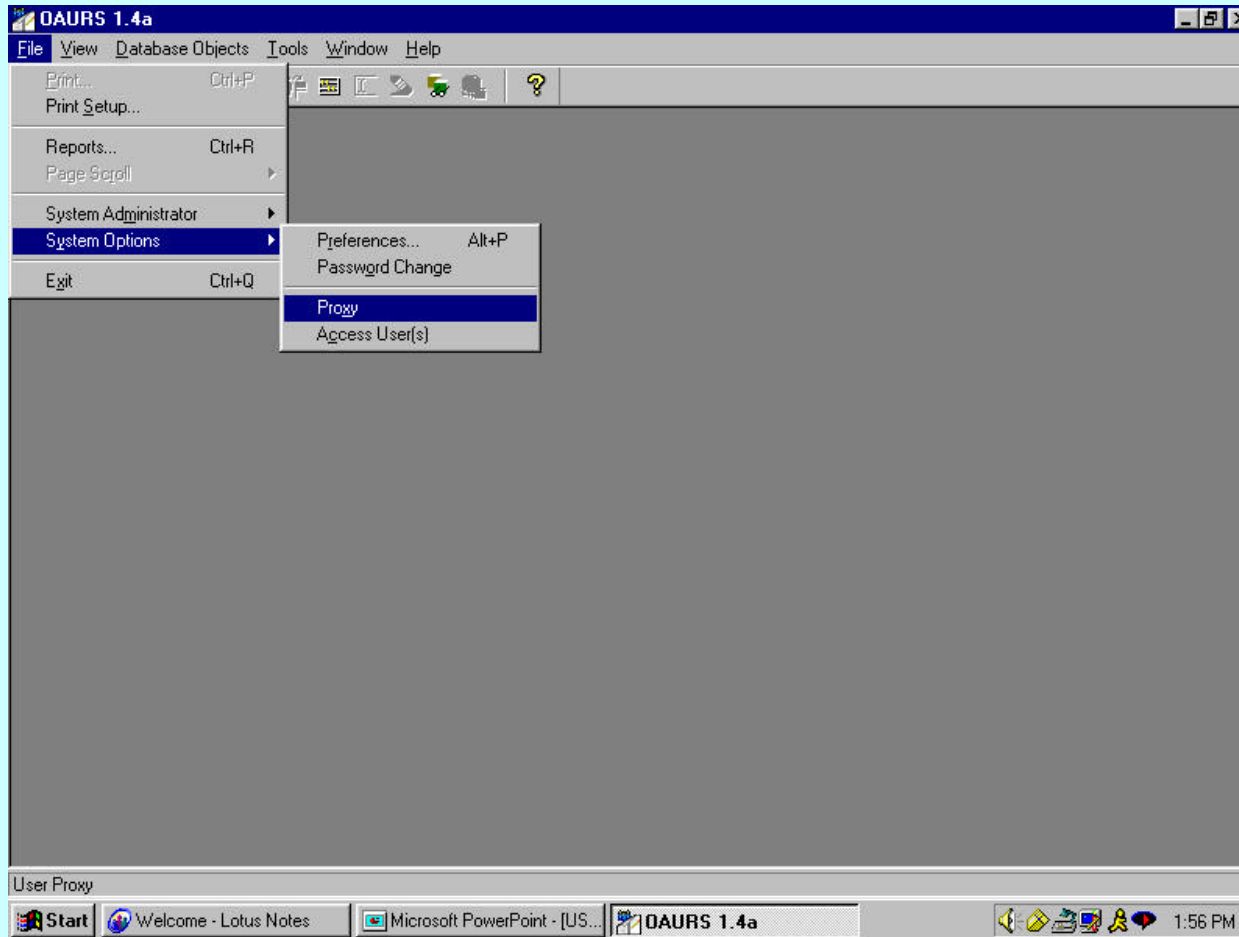 OAURS 1.4a
File View Database Objects Tools Window Help
Print... Ctrl+P
Print Setup...
Reports... Ctrl+R
Page Scroll
System Administrator
System Options
Exit Ctrl+Q
Preferences... Alt+P
Password Change
Proxy
Access User(s)
User Proxy
Start Welcome - Lotus Notes Microsoft PowerPoint - [US... OAURS 1.4a 1:56 PM